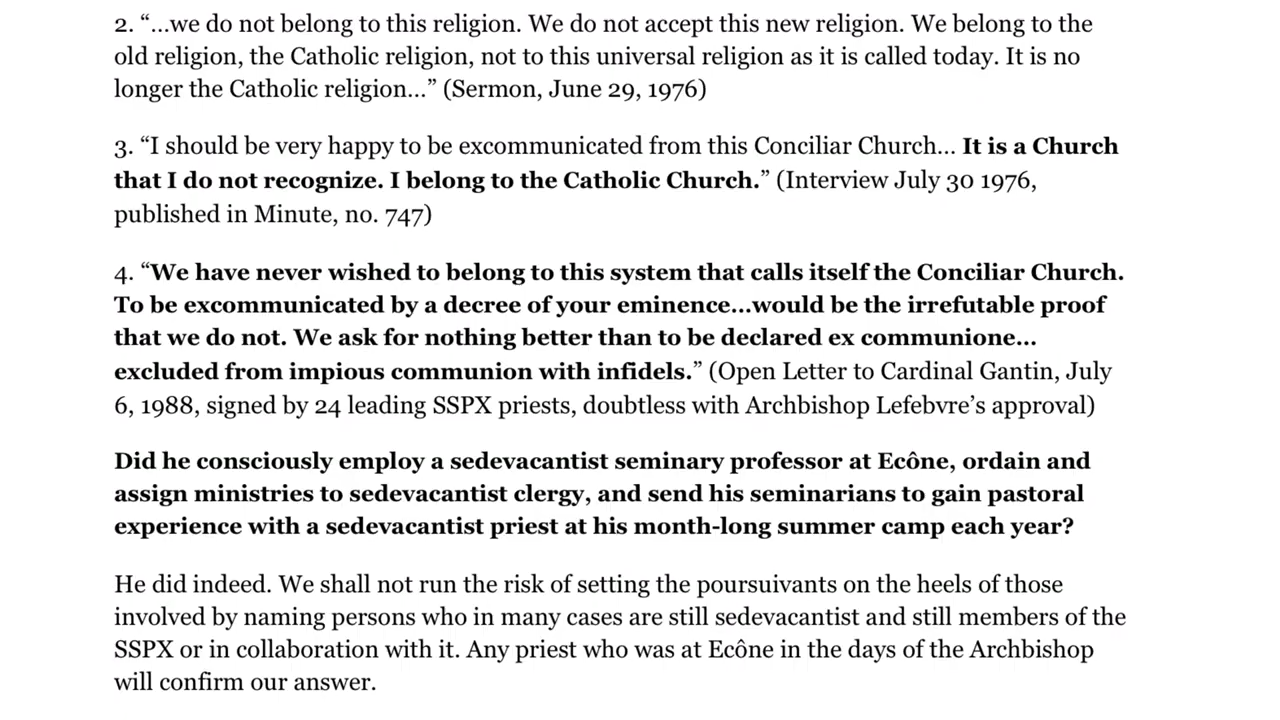 2. “…we do not belong to this religion. We do not accept this new religion. We belong to the
old religion, the Catholic religion, not to this universal religion as it is called today. It is no
longer the Catholic religion…” (Sermon, June 29, 1976)
3. “I should be very happy to be excommunicated from this Conciliar Church… It is a Church
that I do not recognize. I belong to the Catholic Church.” (Interview July 30 1976,
published in Minute, no. 747)
4. “We have never wished to belong to this system that calls itself the Conciliar Church.
To be excommunicated by a decree of your eminence…would be the irrefutable proof
that we do not. We ask for nothing better than to be declared ex communione…
excluded from impious communion with infidels.” (Open Letter to Cardinal Gantin, July
6, 1988, signed by 24 leading SSPX priests, doubtless with Archbishop Lefebvre’s approval)
Did he consciously employ a sedevacantist seminary professor at Ecône, ordain and
assign ministries to sedevacantist clergy, and send his seminarians to gain pastoral
experience with a sedevacantist priest at his month-long summer camp each year?
He did indeed. We shall not run the risk of setting the poursuivants on the heels of those
involved by naming persons who in many cases are still sedevacantist and still members of the
SSPX or in collaboration with it. Any priest who was at Ecône in the days of the Archbishop
will confirm our answer.